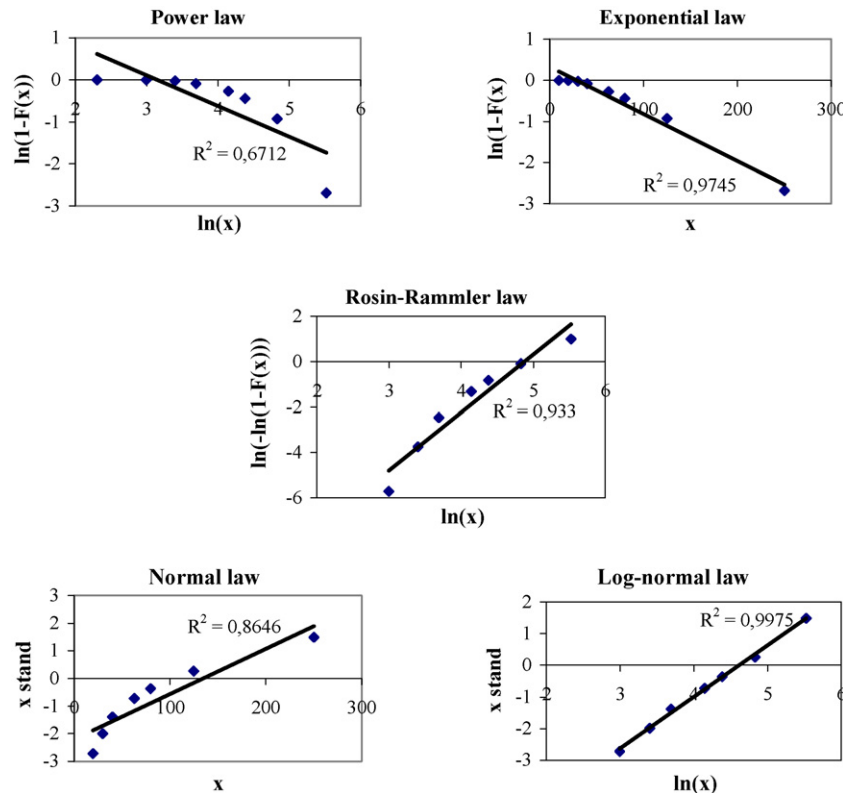 Power law
1
0
2 3 4 5 6
-1
-2
-3
R² = 0,6712
ln(1-F(x))
ln(x)
Exponential law
1
0
0 100 200 300
-1
-2
-3
R² = 0,9745
ln(1-F(x)
x
Rosin-Rammler law
2
0
2 3 4 5 6
-2
-4
-6
R² = 0,933
ln(-ln(1-F(x)))
ln(x)
Normal law
3
2
1
0
0 100 200 300
-1
-2
-3
R² = 0,8646
x stand
x
Log-normal law
2
1
0
2 3 4 5 6
-1
-2
-3
R² = 0,9975
x stand
ln(x)